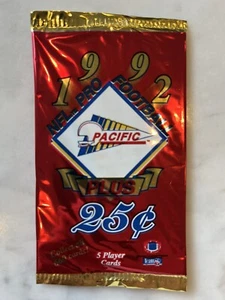 1992
NFL PRO FOOTBALL
PACIFIC
PLUS
25¢
5 Player
Cards